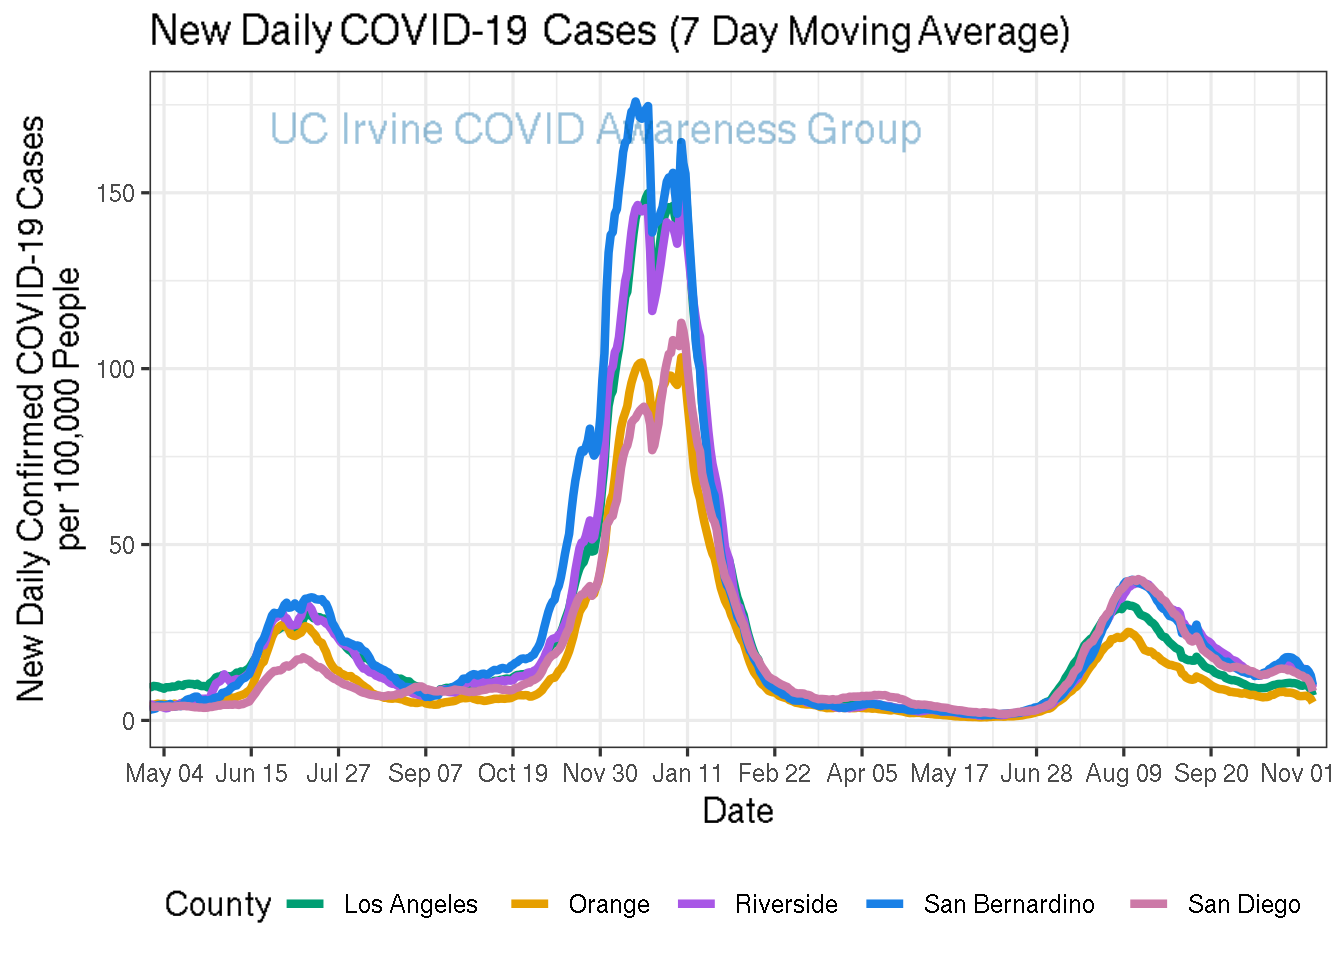 New Daily COVID-19 Cases (7 Day Moving Average)
UC Irvine COVID Awareness Group
New Daily Confirmed COVID-19 Cases
per 100,000 People
150
100
50
0
May 04 Jun 15 Jul 27 Sep 07 Oct 19 Nov 30 Jan 11 Feb 22 Apr 05 May 17 Jun 28 Aug 09 Sep 20 Nov 01
Date
County Los Angeles Orange Riverside San Bernardino San Diego